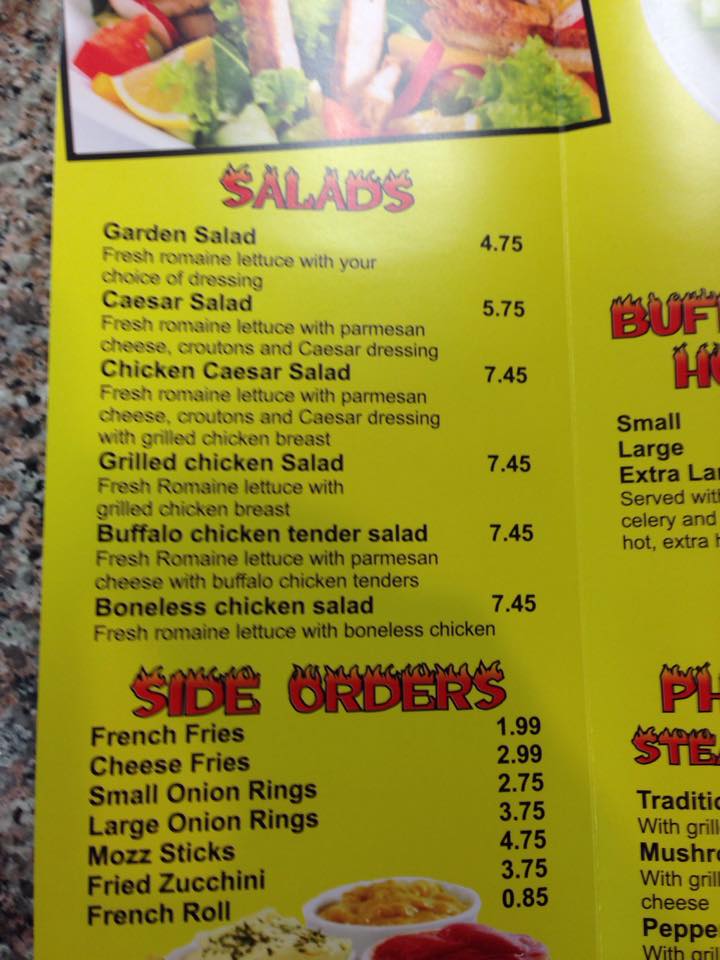 SALADS
Garden Salad 4.75
Fresh romaine lettuce with your
choice of dressing
Caesar Salad 5.75
Fresh romaine lettuce with parmesan
cheese, croutons and Caesar dressing
Chicken Caesar Salad 7.45
Fresh romaine lettuce with parmesan
cheese, croutons and Caesar dressing
with grilled chicken breast
Grilled chicken Salad 7.45
Fresh Romaine lettuce with
grilled chicken breast
Buffalo chicken tender salad 7.45
Fresh Romaine lettuce with parmesan
cheese with buffalo chicken tenders
Boneless chicken salad 7.45
Fresh romaine lettuce with boneless chicken
SIDE ORDERS
French Fries 1.99
Cheese Fries 2.99
Small Onion Rings 2.75
Large Onion Rings 3.75
Mozz Sticks 4.75
Fried Zucchini 3.75
French Roll 0.85
Small
Large
Extra
Served
celery and
hot, extra
With
Mushr
With
cheese
Pepper
With